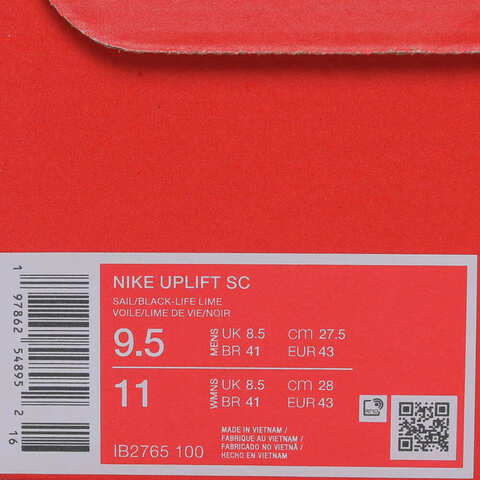 NIKE UPLIFT SC
SAIL/BLACK-LIFE LIME
VOILE/LIME DE VIE/NOIR
9.5 MENS UK 8.5 cm 27.5
BR 41 EUR 43
11 WMNS UK 8.5 cm 28
BR 41 EUR 43
IB2765 100
MADE IN VIETNAM /
FABRIQUE AU VIETNAM /
FABRICADO NO VIETNÃ /
HECHO EN VIETNAM
1 97862 54895 2 16